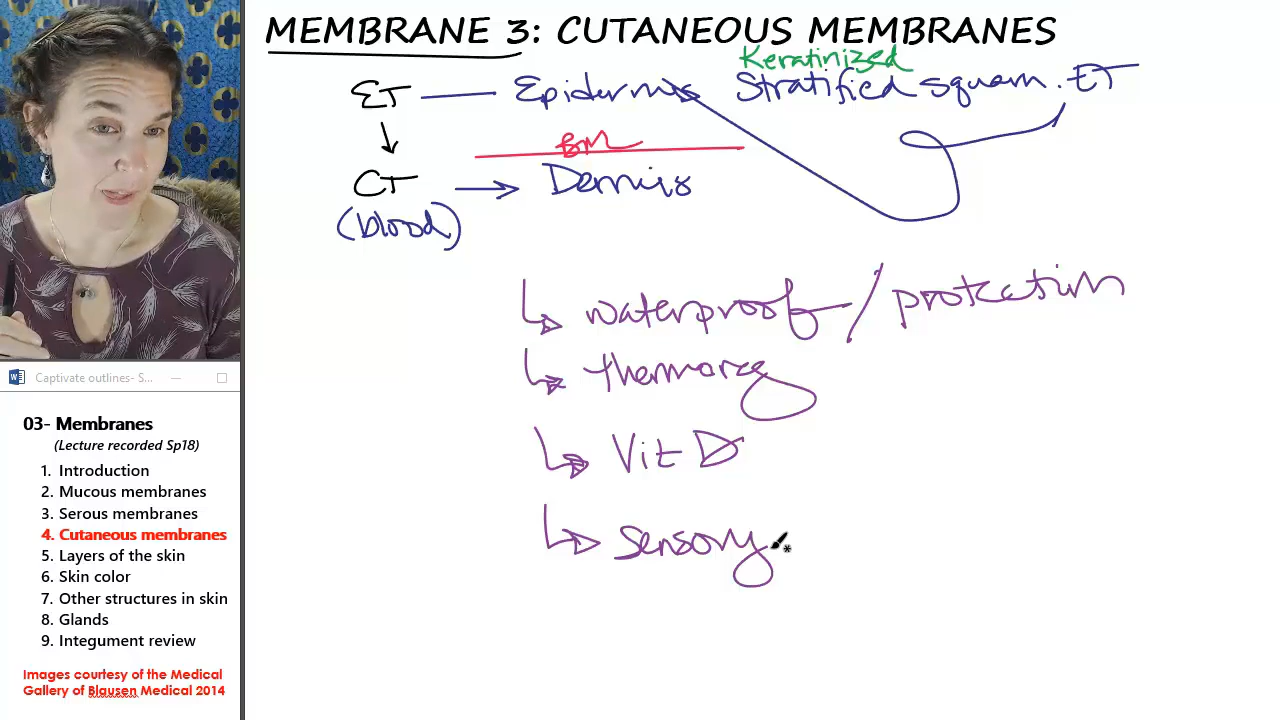 MEMBRANE 3: CUTANEOUS MEMBRANES
Keratinized
ET Epidermis Stratified squam. ET
BM
CT Dermis
(blood)
waterproof / protection
thermoreg
Vit D
sensory
Captivate outlines- S...
03- Membranes
(Lecture recorded Sp18)
1. Introduction
2. Mucous membranes
3. Serous membranes
4. Cutaneous membranes
5. Layers of the skin
6. Skin color
7. Other structures in skin
8. Glands
9. Integument review
Images courtesy of the Medical
Gallery of Blausen Medical 2014